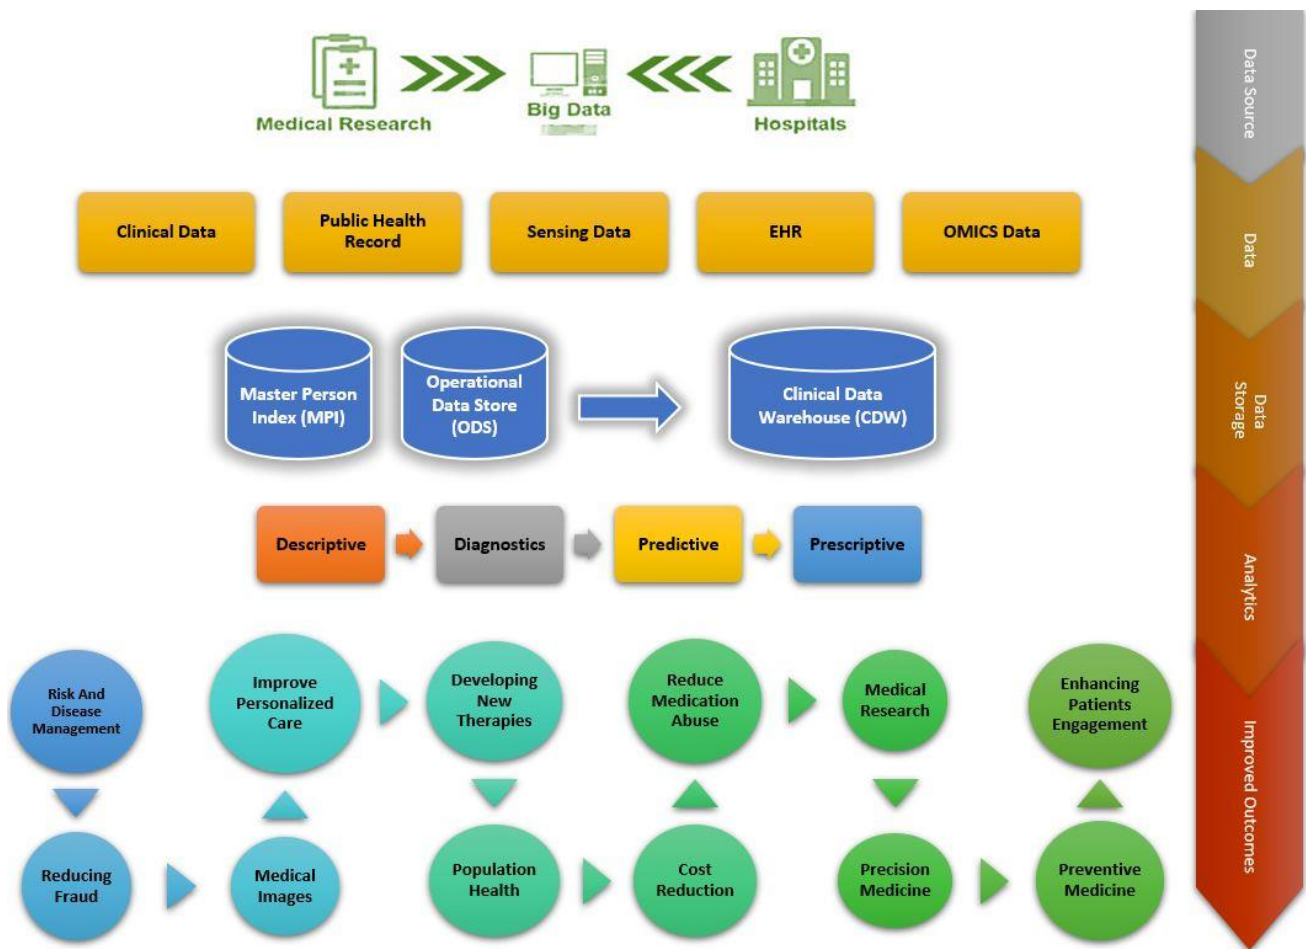 Medical Research
Big Data
Hospitals
Data Source
Clinical Data
Public Health
Record
Sensing Data
EHR
OMICS Data
Data
Master Person
Index (MPI)
Operational
Data Store
(ODS)
Clinical Data
Warehouse (CDW)
Data
Storage
Descriptive
Diagnostics
Predictive
Prescriptive
Analytics
Risk And
Disease
Management
Reducing
Fraud
Medical
Images
Improve
Personalized
Care
Developing
New
Therapies
Population
Health
Cost
Reduction
Reduce
Medication
Abuse
Medical
Research
Precision
Medicine
Preventive
Medicine
Enhancing
Patients
Engagement
Improved Outcomes